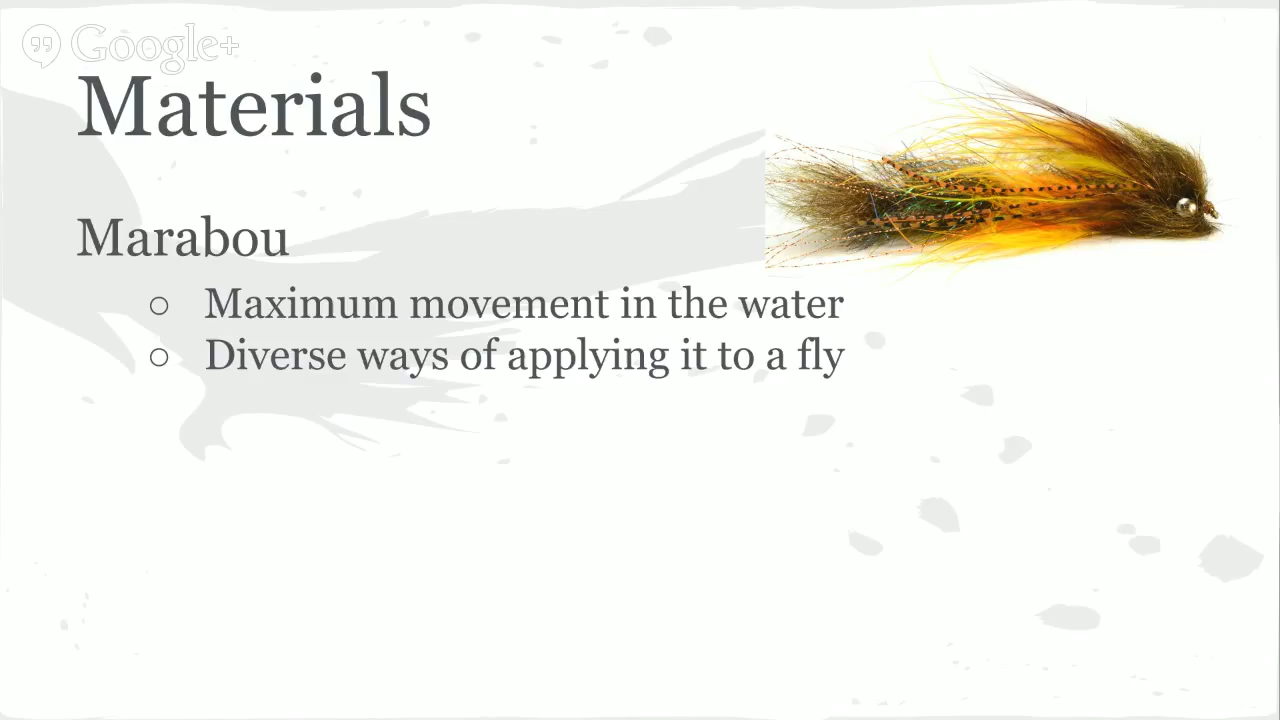 Google+
Materials
Marabou
○ Maximum movement in the water
○ Diverse ways of applying it to a fly